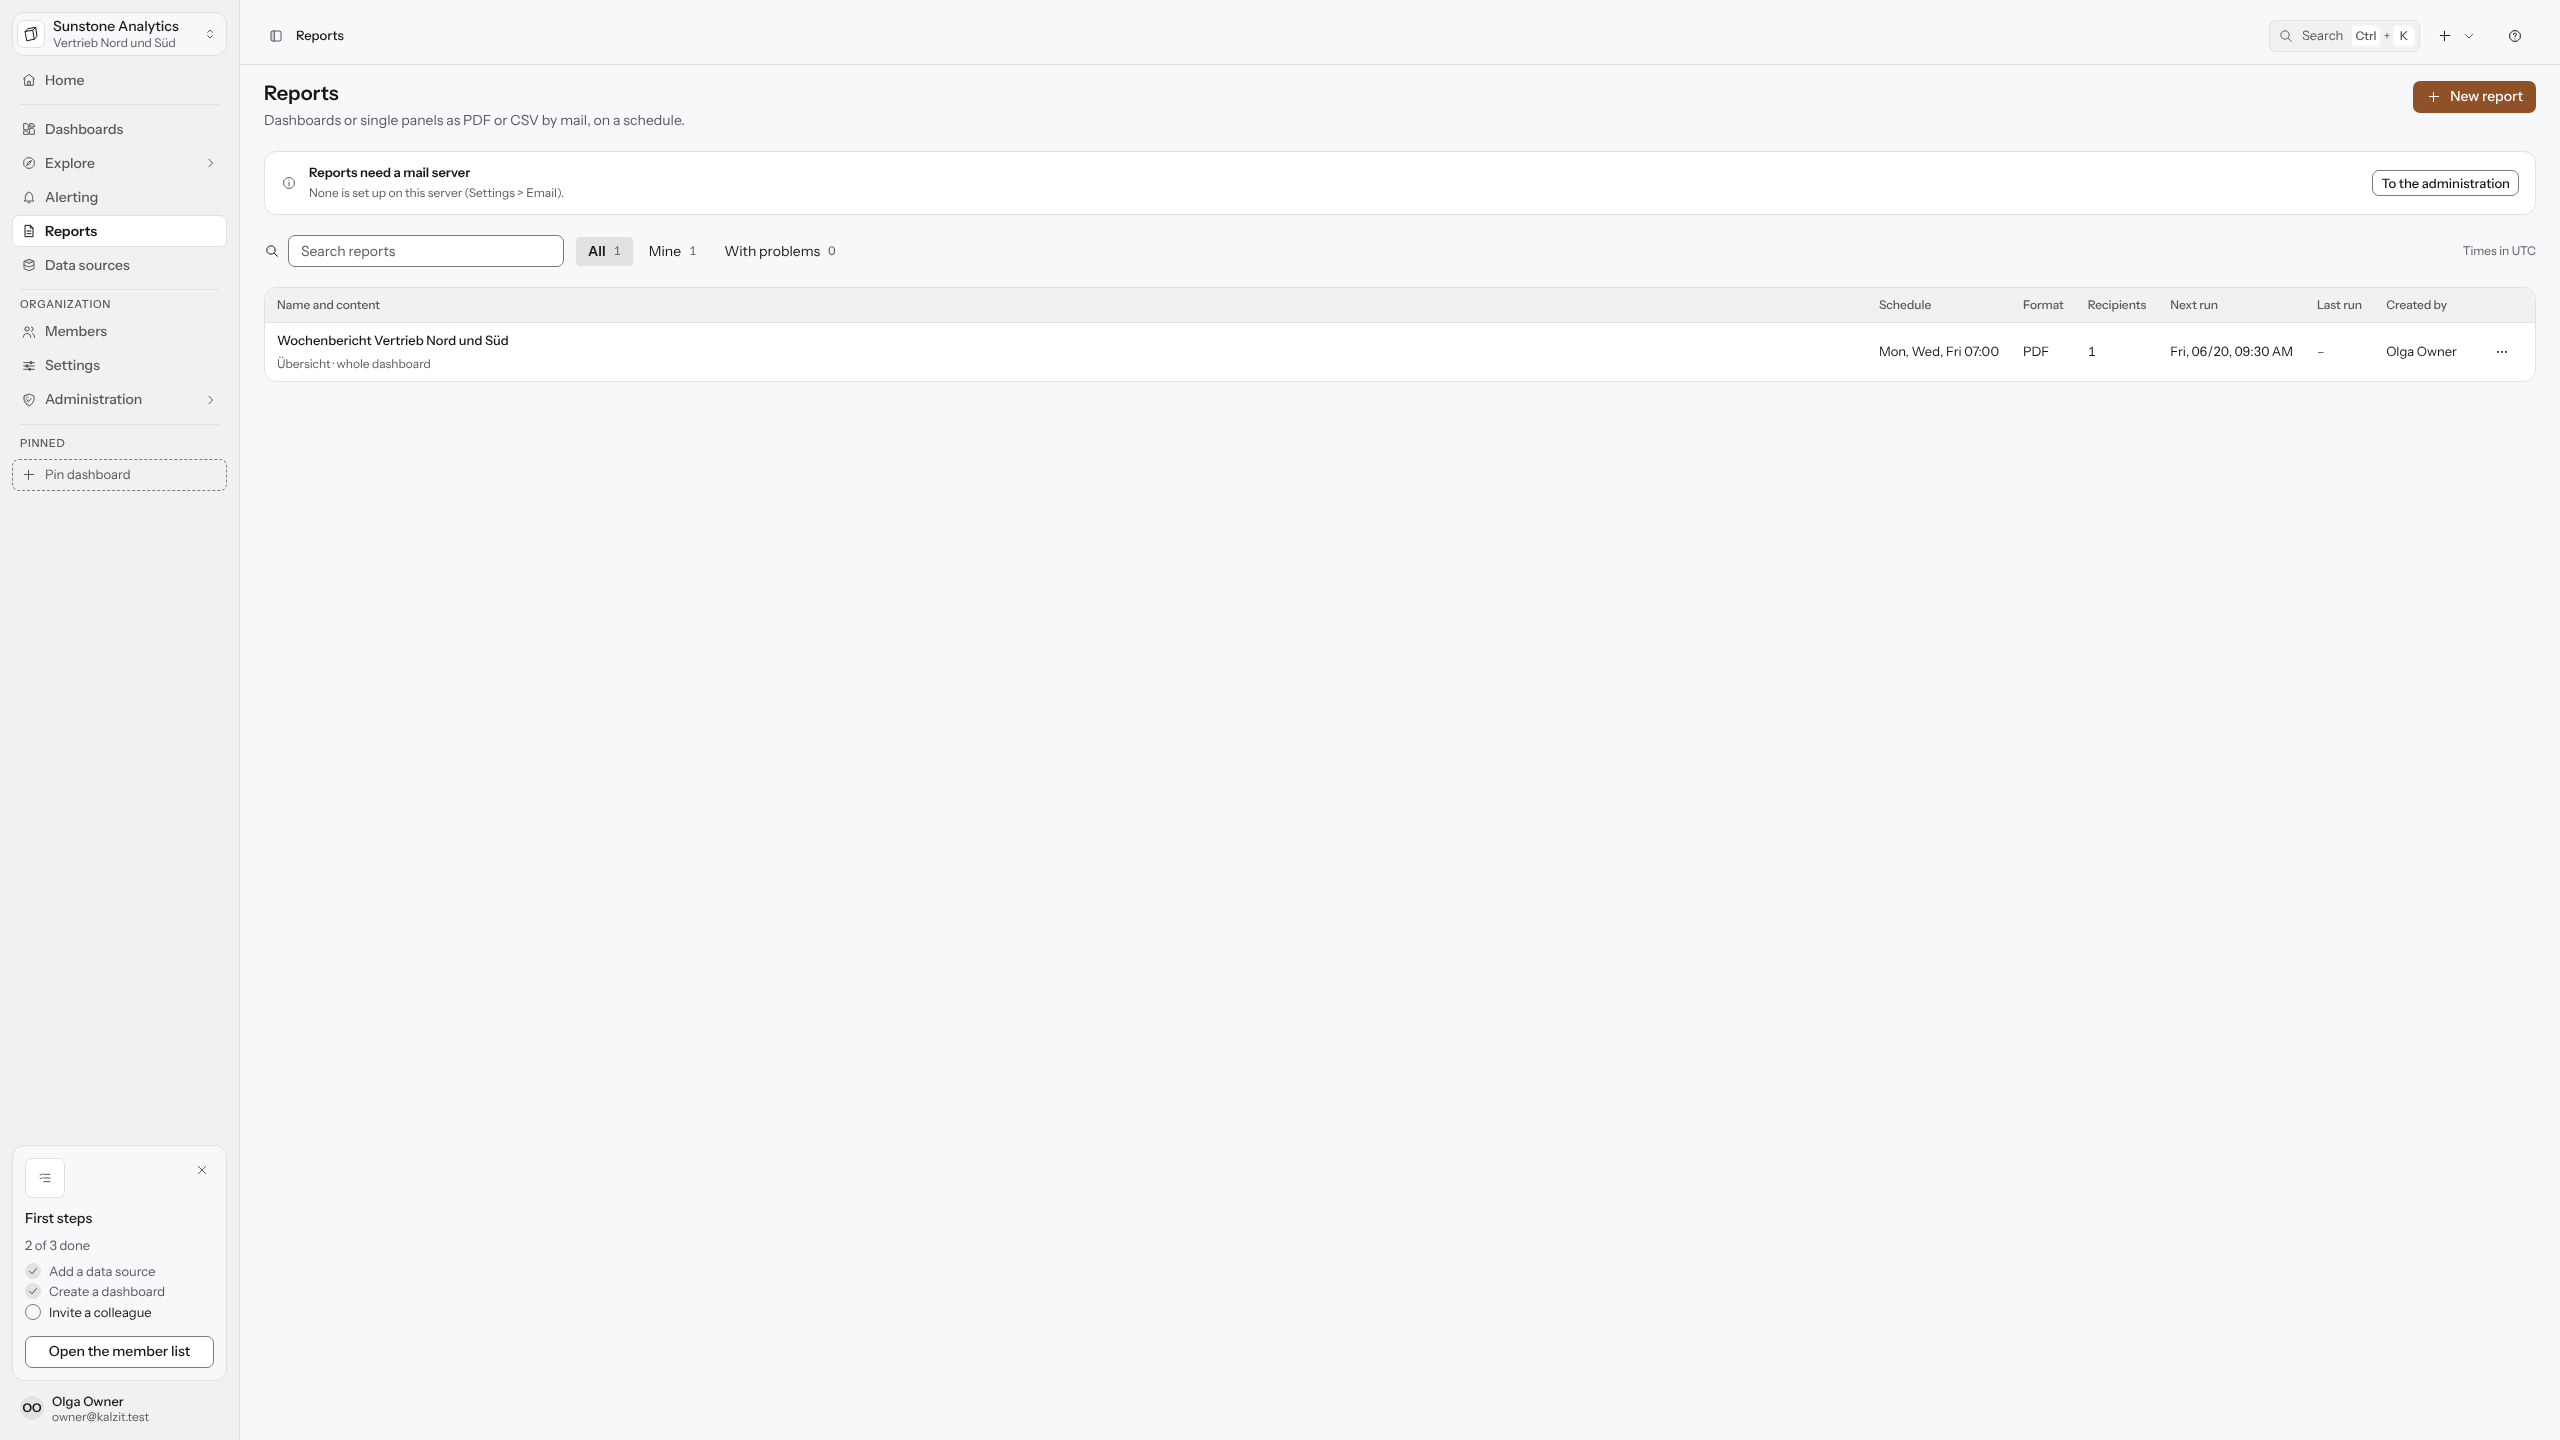 Sunstone Analytics
Vertrieb Nord und Süd
Home
Dashboards
Explore
Alerting
Reports
Data sources
ORGANIZATION
Members
Settings
Administration
PINNED
Pin dashboard
First steps
2 of 3 done
Add a data source
Create a dashboard
Invite a colleague
Open the member list
OO
Olga Owner
owner@kalzit.test
Reports
Search Ctrl + K
Reports
Dashboards or single panels as PDF or CSV by mail, on a schedule.
New report
Reports need a mail server
None is set up on this server (Settings > Email).
To the administration
Search reports
All 1
Mine 1
With problems 0
Times in UTC
Name and content Schedule Format Recipients Next run Last run Created by
Wochenbericht Vertrieb Nord und Süd
Übersicht · whole dashboard
Mon, Wed, Fri 07:00 PDF 1 Fri, 06/20, 09:30 AM – Olga Owner